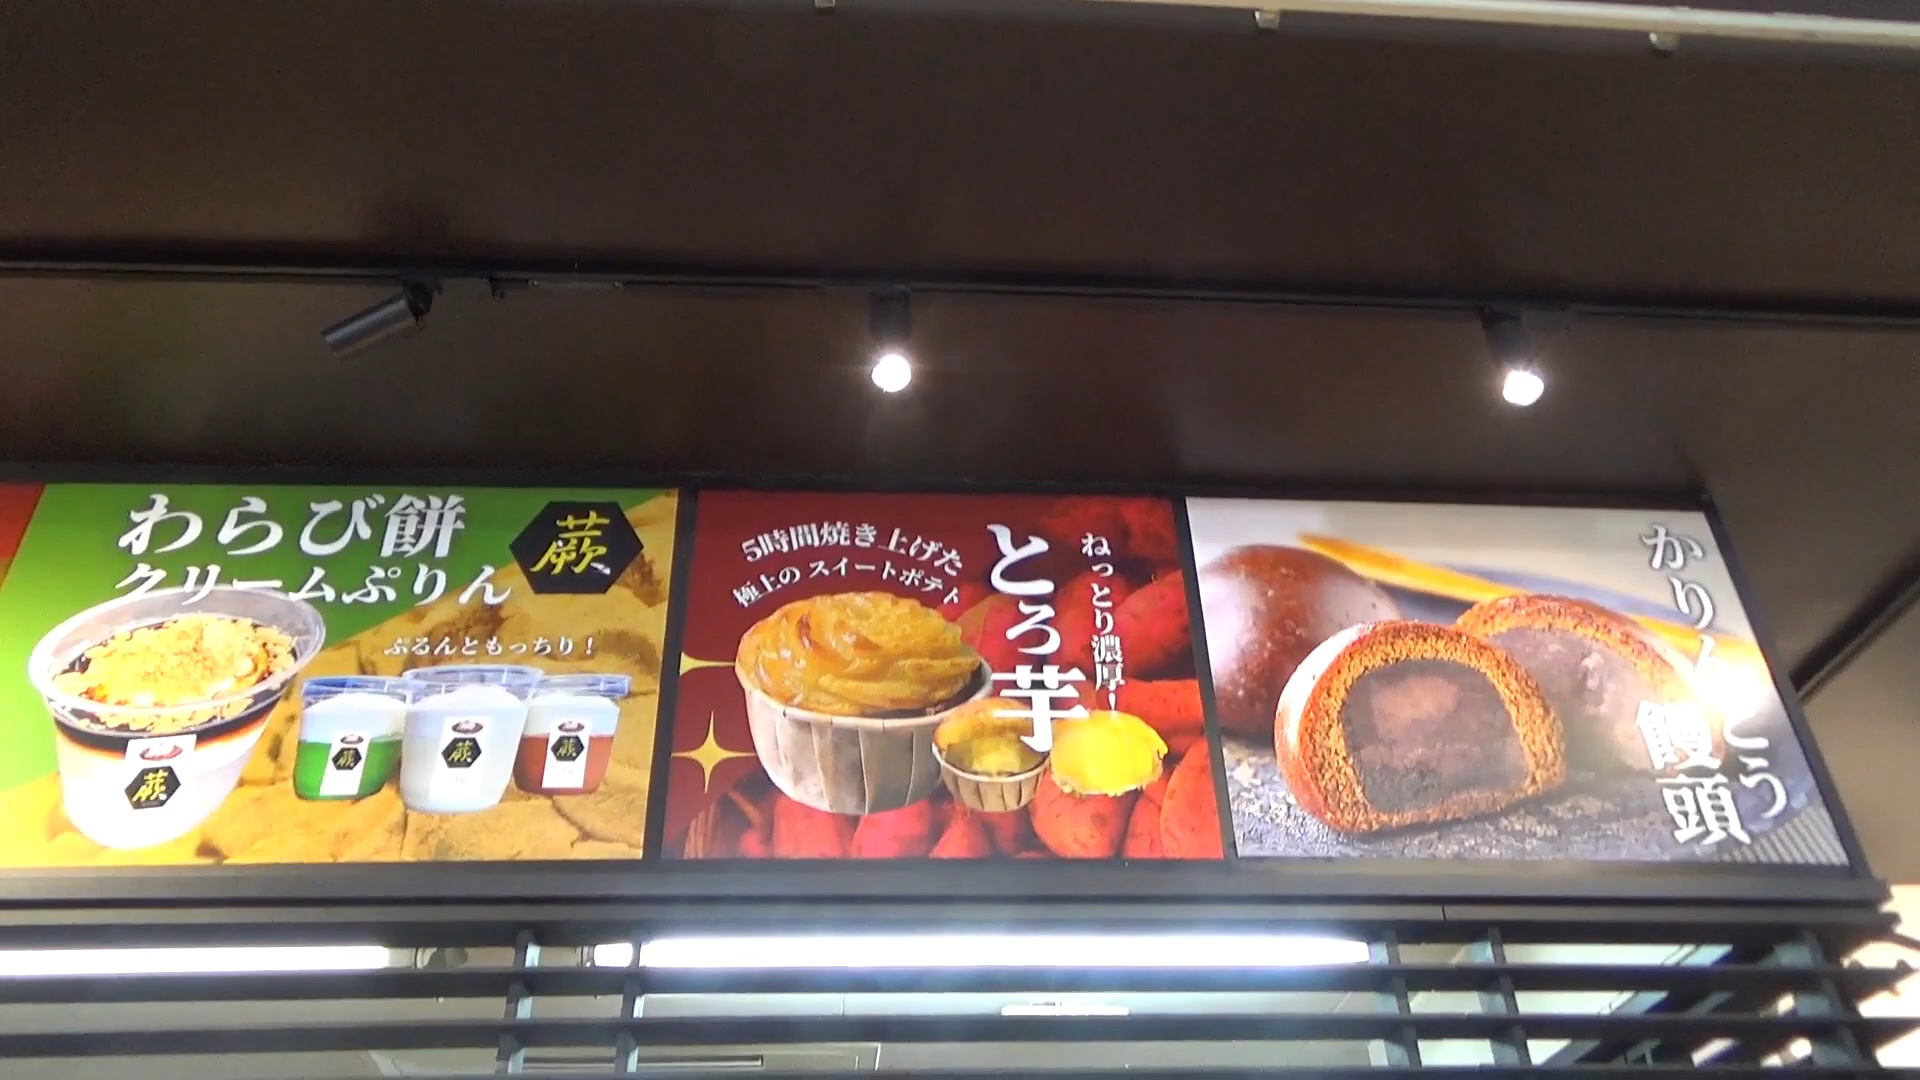 わらび餅
クリームぷりん
蕨
ぷるんともっちり！
蕨
蕨
蕨
蕨
5時間焼き上げた
極上の スイートポテト
とろ芋
ねっとり濃厚！
かりんとう
饅頭